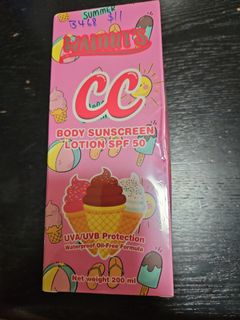 SUMMER
B468 $11
CC
BODY SUNSCREEN
LOTION SPF 50
UVA/UVB Protection
Waterproof Oil-Free Formula
Net weight 200 ml